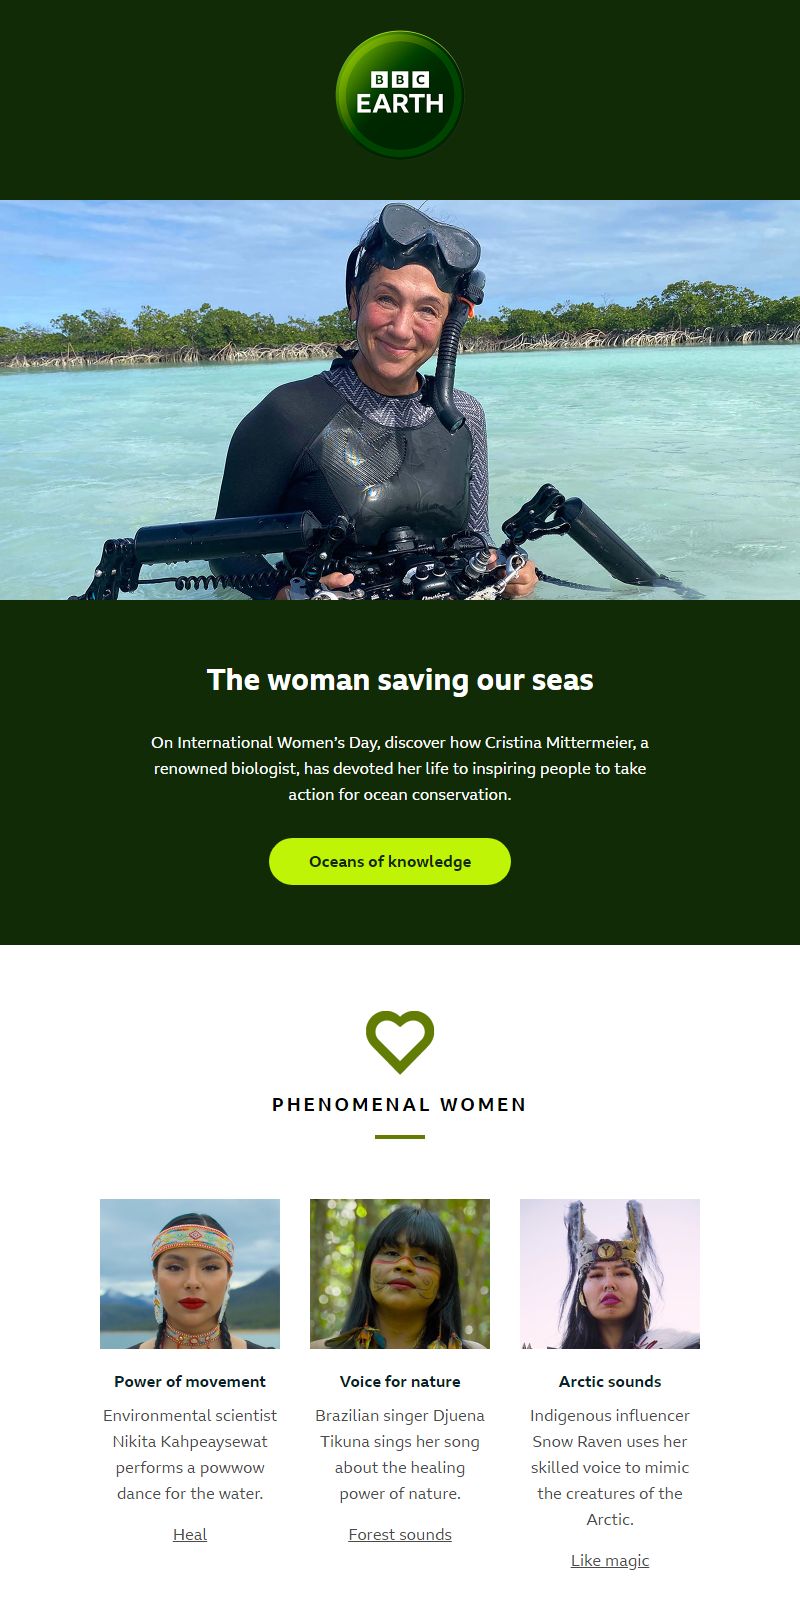 BBC
EARTH
The woman saving our seas
On International Women's Day, discover how Cristina Mittermeier, a
renowned biologist, has devoted her life to inspiring people to take
action for ocean conservation.
Oceans of knowledge
PHENOMENAL WOMEN
Power of movement
Environmental scientist
Nikita Kahpeaysewat
performs a powwow
dance for the water.
Heal
Voice for nature
Brazilian singer Djuena
Tikuna sings her song
about the healing
power of nature.
Forest sounds
Arctic sounds
Indigenous influencer
Snow Raven uses her
skilled voice to mimic
the creatures of the
Arctic.
Like magic